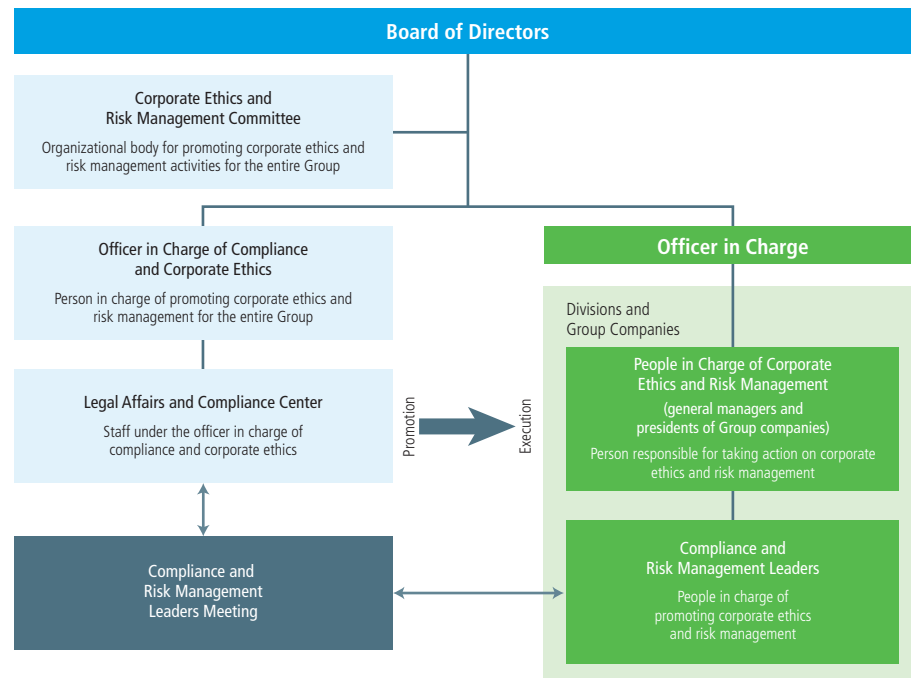 Board of Directors
Corporate Ethics and
Risk Management Committee
Organizational body for promoting corporate ethics and
risk management activities for the entire Group
Officer in Charge of Compliance
and Corporate Ethics
Person in charge of promoting corporate ethics and
risk management for the entire Group
Legal Affairs and Compliance Center
Staff under the officer in charge of
compliance and corporate ethics
Compliance and
Risk Management
Leaders Meeting
Promotion
Execution
Officer in Charge
Divisions and
Group Companies
People in Charge of Corporate
Ethics and Risk Management
(general managers and
presidents of Group companies)
Person responsible for taking action on corporate
ethics and risk management
Compliance and
Risk Management Leaders
People in charge of
promoting corporate ethics
and risk management